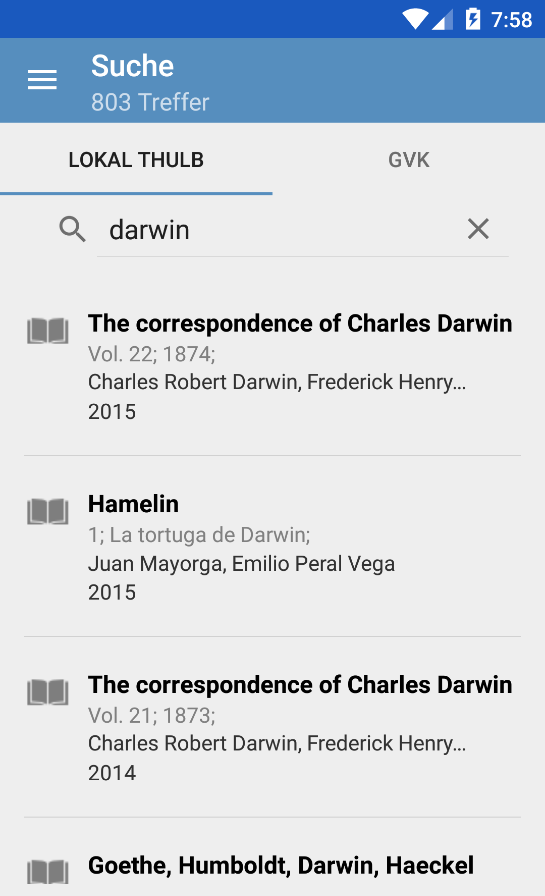 7:58
Suche
803 Treffer
LOKAL THULB
GVK
darwin
The correspondence of Charles Darwin
Vol. 22; 1874;
Charles Robert Darwin, Frederick Henry…
2015
Hamelin
1; La tortuga de Darwin;
Juan Mayorga, Emilio Peral Vega
2015
The correspondence of Charles Darwin
Vol. 21; 1873;
Charles Robert Darwin, Frederick Henry…
2014
Goethe, Humboldt, Darwin, Haeckel